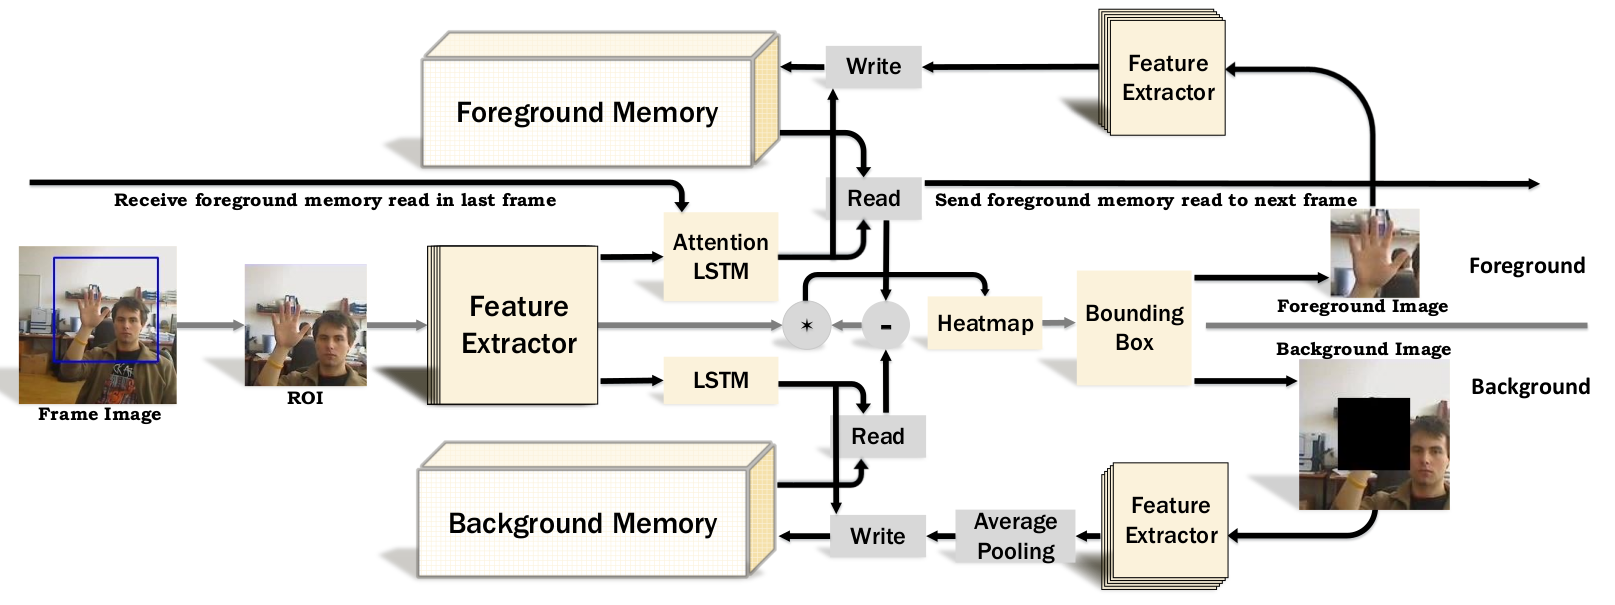 Foreground Memory
Write
Feature
Extractor
Receive foreground memory read in last frame
Read
Send foreground memory read to next frame
Attention
LSTM
Frame Image
ROI
Feature
Extractor
*
-
Heatmap
Bounding
Box
Foreground Image
Foreground
Background Image
Background
LSTM
Read
Background Memory
Write
Average
Pooling
Feature
Extractor